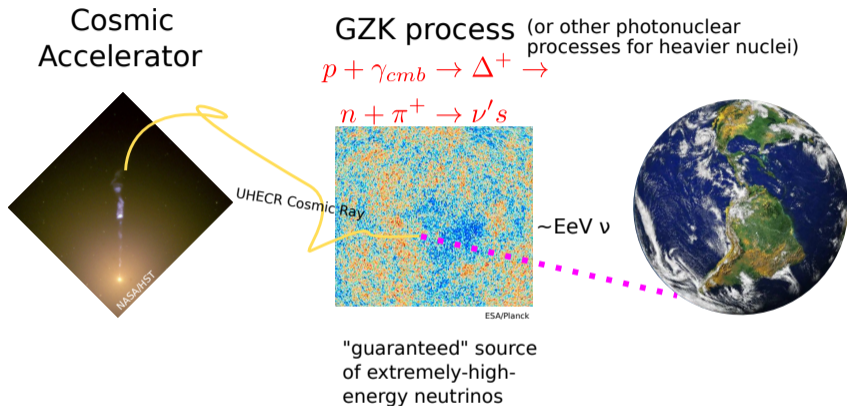 Cosmic
Accelerator
GZK process
(or other photonuclear
processes for heavier nuclei)
p + γ_cmb → Δ⁺ →
n + π⁺ → ν′s
UHECR Cosmic Ray
NASA/HST
~EeV ν
ESA/Planck
"guaranteed" source
of extremely-high-
energy neutrinos